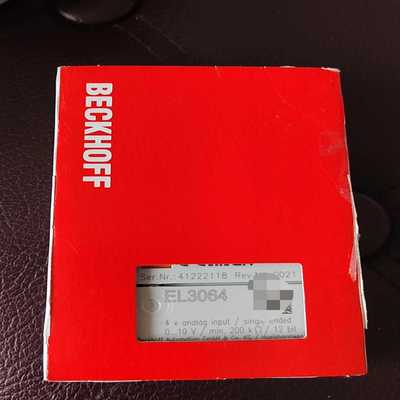 BECKHOFF
Ser.Nr.: 41222118 Rev. 0021
EL3064
4 x analog input / single ended
0...10 V / min. 200 kΩ / 12 bit